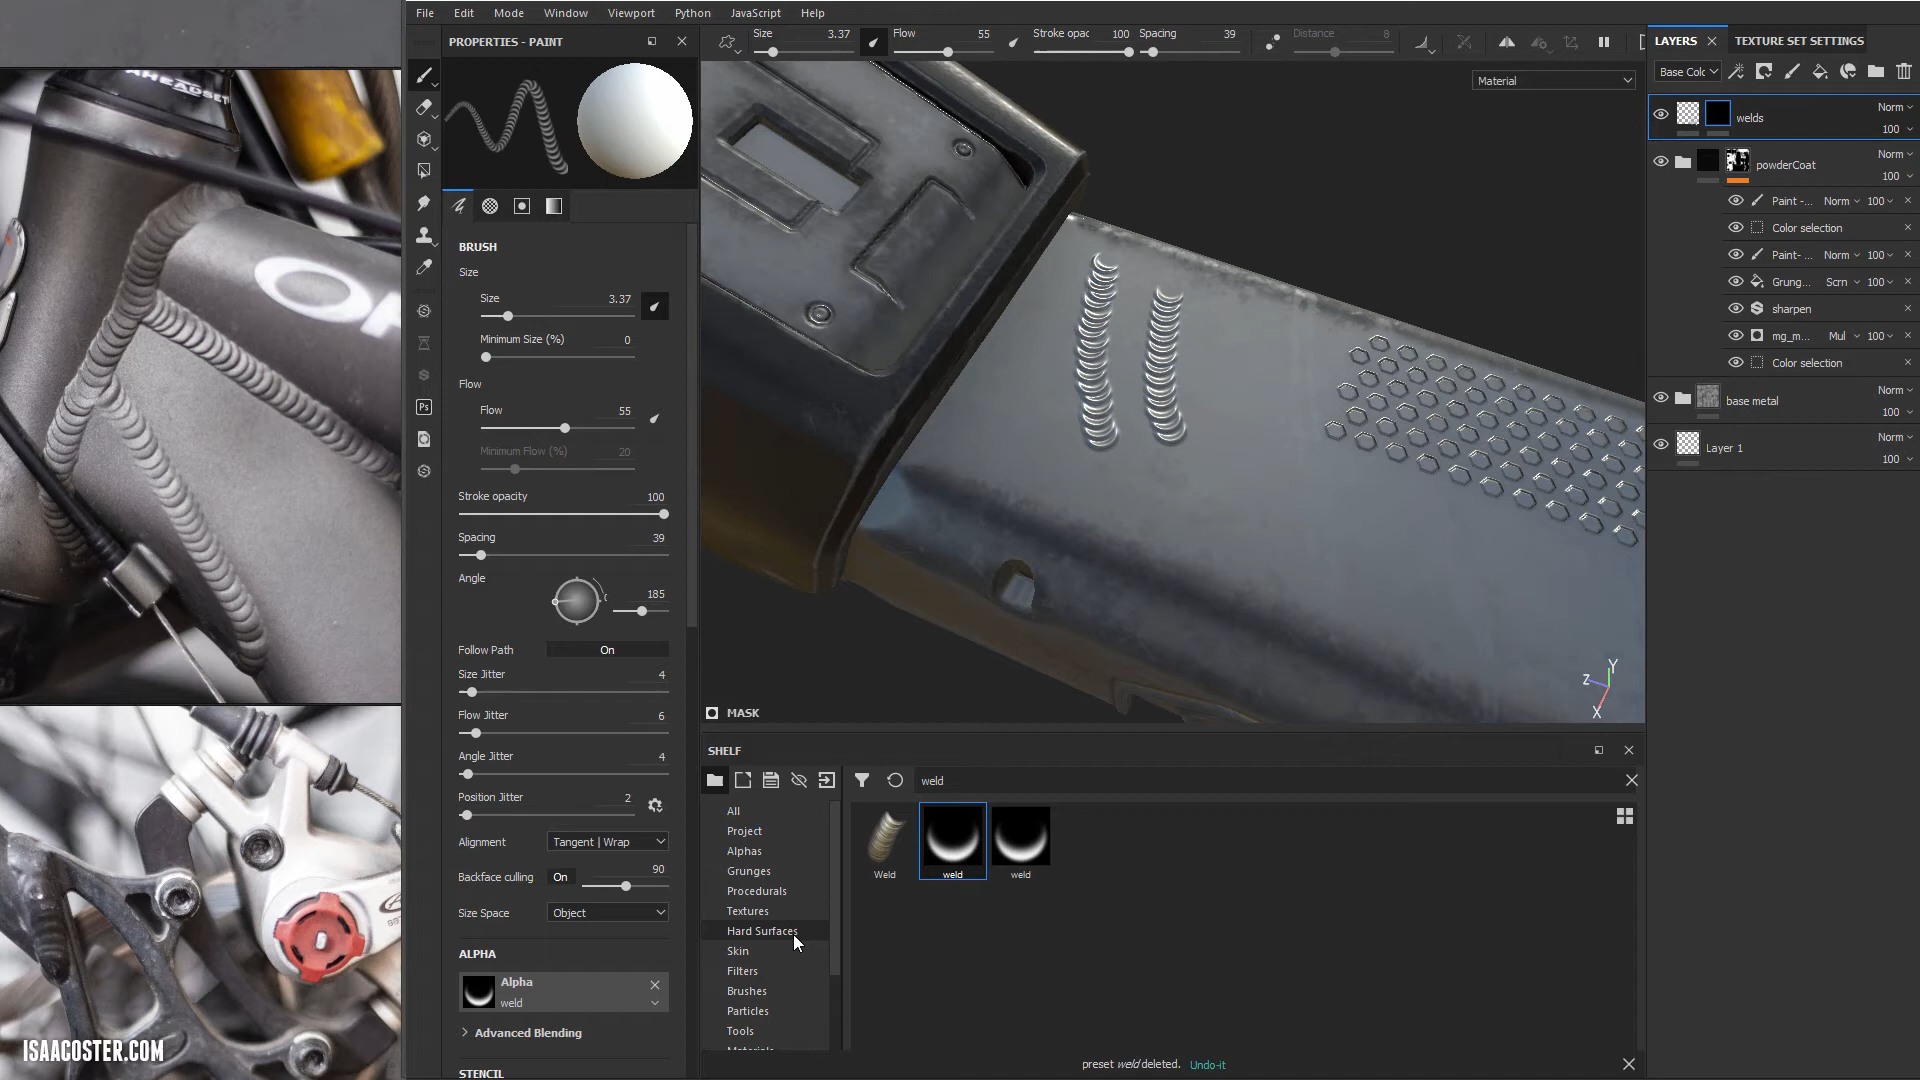 File Edit Mode Window Viewport Python JavaScript Help
PROPERTIES - PAINT
Size 3.37 Flow 55 Stroke opac 100 Spacing 39 Distance 8
LAYERS TEXTURE SET SETTINGS
Material
Base Colc
welds Norm 100
powderCoat Norm 100
Paint -... Norm 100
Color selection
Paint- ... Norm 100
Grung... Scrn 100
sharpen
mg_m... Mul 100
Color selection
base metal Norm 100
Layer 1 Norm 100
BRUSH
Size
Size 3.37
Minimum Size (%) 0
Flow
Flow 55
Minimum Flow (%) 20
Stroke opacity 100
Spacing 39
Angle 185
Follow Path On
Size Jitter 4
Flow Jitter 6
Angle Jitter 4
Position Jitter 2
Alignment Tangent | Wrap
Backface culling On 90
Size Space Object
ALPHA
Alpha
weld
Advanced Blending
STENCIL
Ps
Y
Z
X
MASK
SHELF
weld
All
Project
Alphas
Grunges
Procedurals
Textures
Hard Surfaces
Skin
Filters
Brushes
Particles
Tools
Materials
Weld weld weld
preset weld deleted. Undo-it
AHEADSET
ISAACOSTER.COM